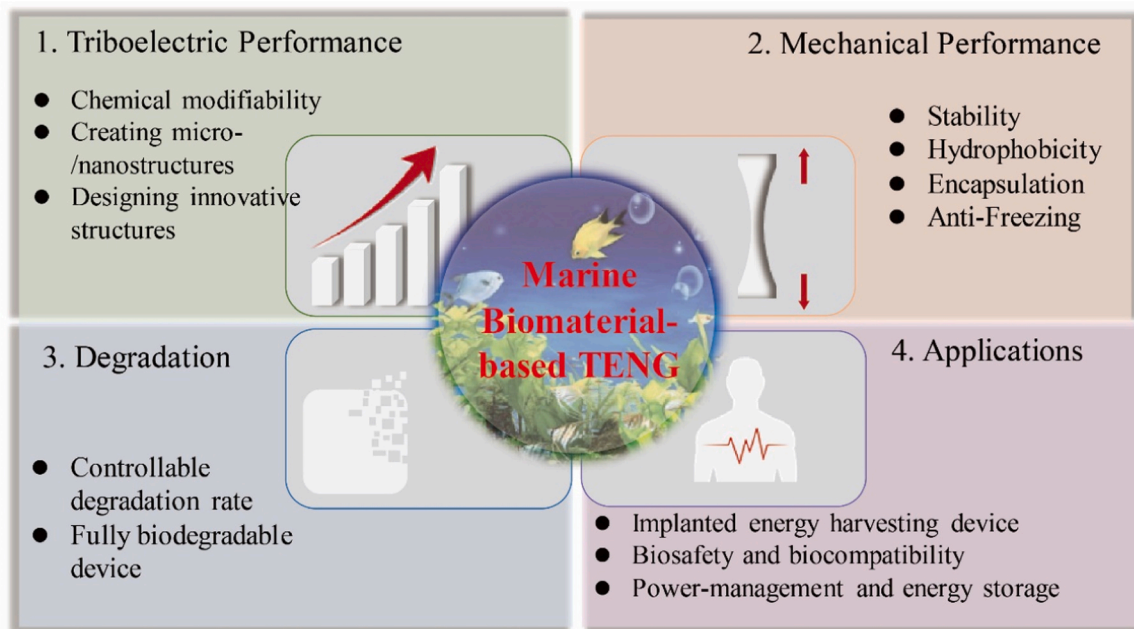 1. Triboelectric Performance
● Chemical modifiability
● Creating micro-
/nanostructures
● Designing innovative
structures
2. Mechanical Performance
● Stability
● Hydrophobicity
● Encapsulation
● Anti-Freezing
Marine
Biomaterial-
based TENG
3. Degradation
● Controllable
degradation rate
● Fully biodegradable
device
4. Applications
● Implanted energy harvesting device
● Biosafety and biocompatibility
● Power-management and energy storage